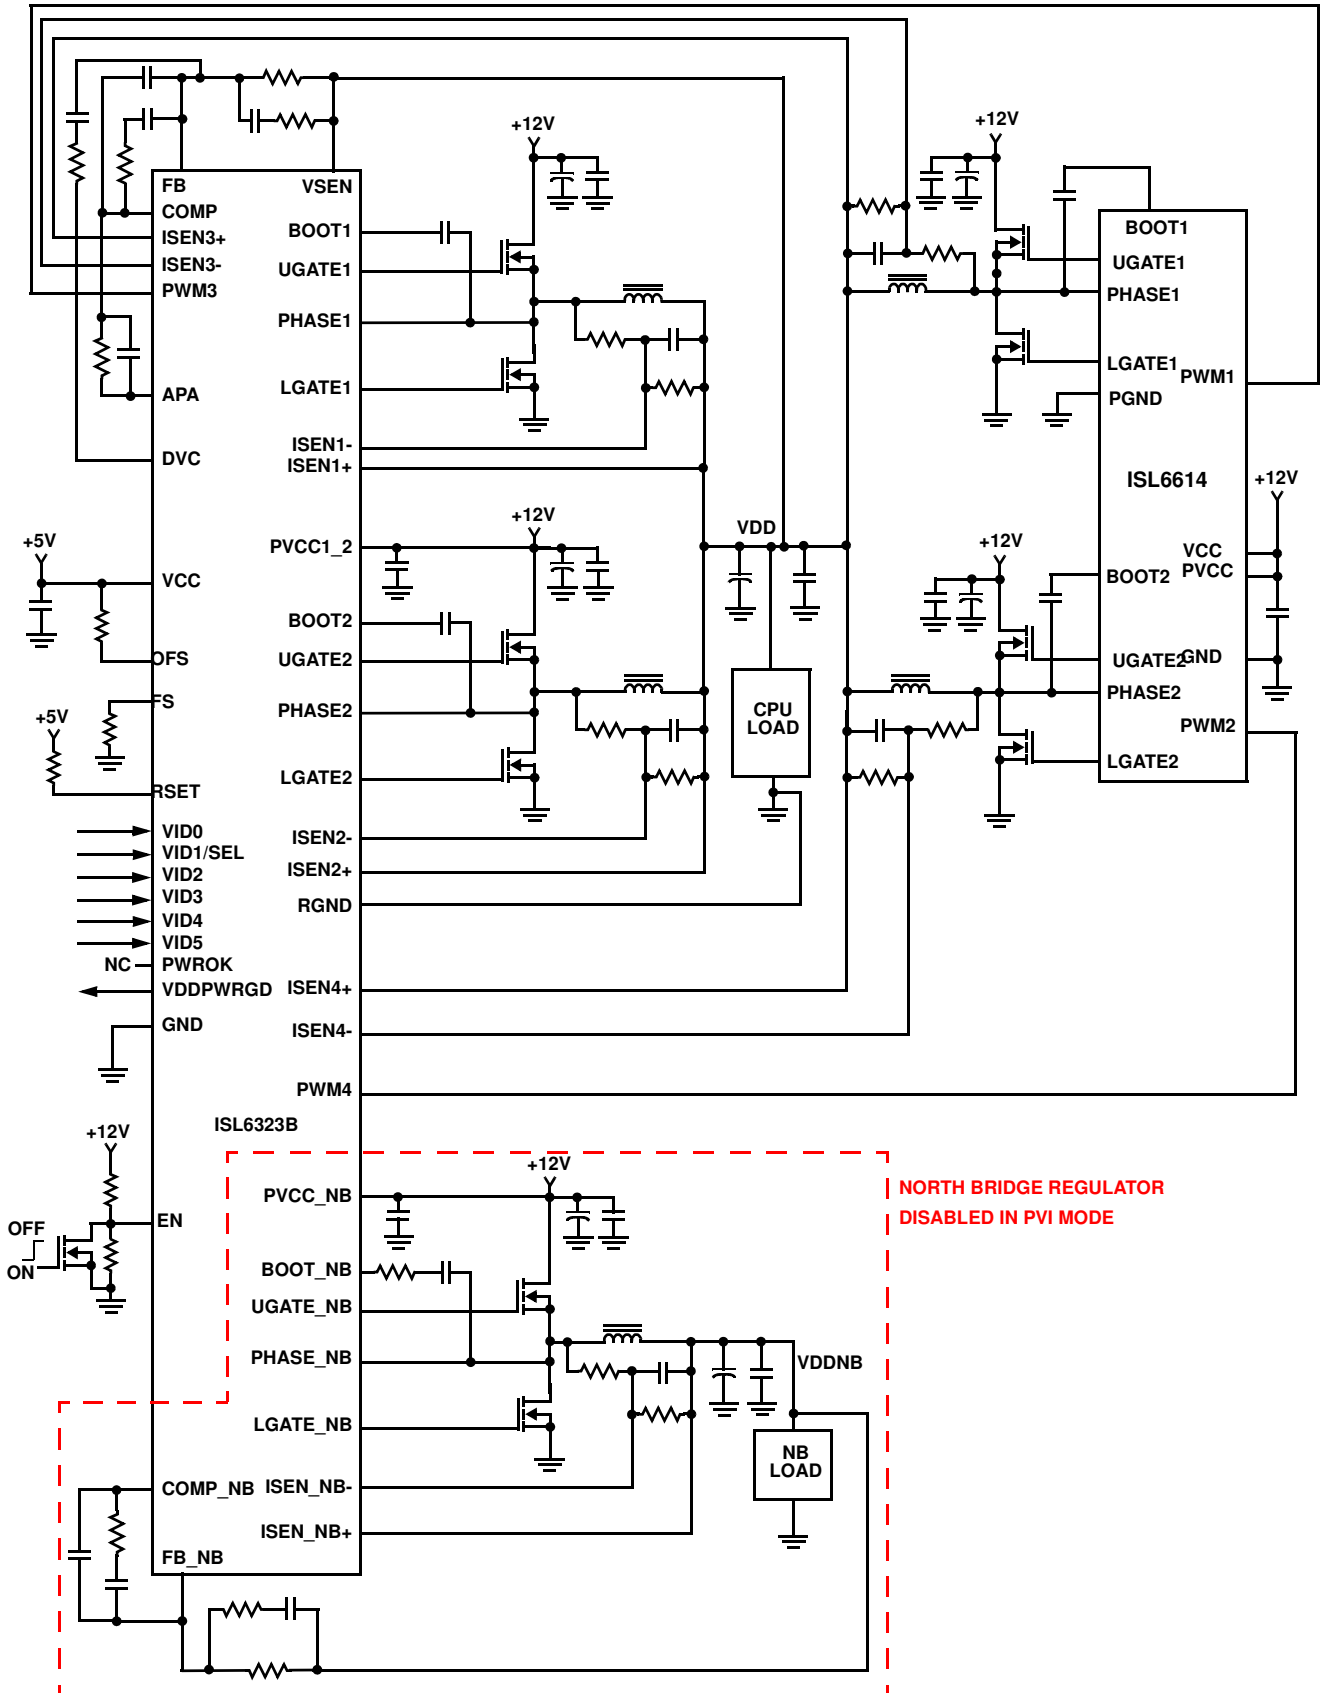 +12V
+12V
FB
VSEN
COMP
ISEN3+
ISEN3-
PWM3
APA
DVC
BOOT1
UGATE1
PHASE1
LGATE1
ISEN1-
ISEN1+
BOOT1
UGATE1
PHASE1
LGATE1
PWM1
PGND
ISL6614
+12V
+5V
VCC
OFS
FS
+5V
RSET
+12V
PVCC1_2
BOOT2
UGATE2
PHASE2
LGATE2
ISEN2-
ISEN2+
RGND
VDD
CPU
LOAD
+12V
VCC
PVCC
BOOT2
UGATE2
GND
PHASE2
PWM2
LGATE2
VID0
VID1/SEL
VID2
VID3
VID4
VID5
NC
PWROK
VDDPWRGD
GND
ISEN4+
ISEN4-
PWM4
ISL6323B
+12V
EN
OFF
ON
+12V
PVCC_NB
BOOT_NB
UGATE_NB
PHASE_NB
LGATE_NB
NORTH BRIDGE REGULATOR
DISABLED IN PVI MODE
VDDNB
NB
LOAD
COMP_NB
ISEN_NB-
ISEN_NB+
FB_NB